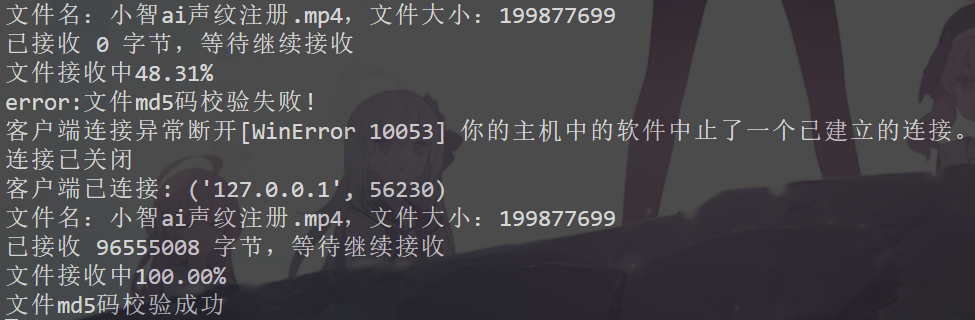 文件名：小智ai声纹注册.mp4，文件大小：199877699
已接收 0 字节，等待继续接收
文件接收中48.31%
error:文件md5码校验失败!
客户端连接异常断开[WinError 10053] 你的主机中的软件中止了一个已建立的连接。
连接已关闭
客户端已连接：('127.0.0.1', 56230)
文件名：小智ai声纹注册.mp4，文件大小：199877699
已接收 96555008 字节，等待继续接收
文件接收中100.00%
文件md5码校验成功